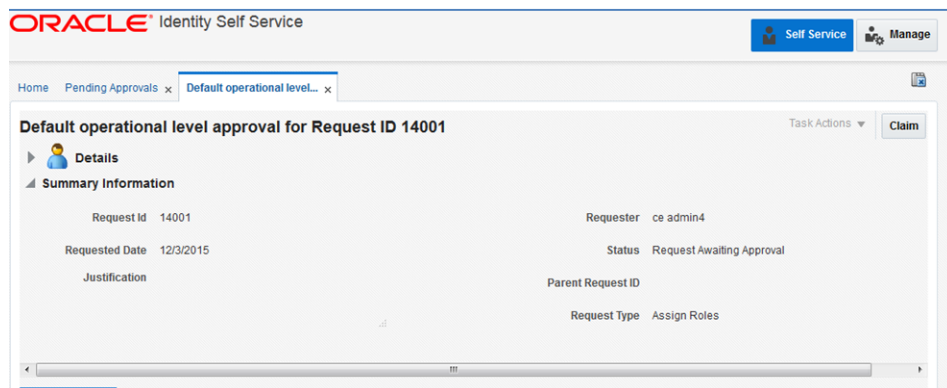 ORACLE® Identity Self Service
Self Service
Manage
Home Pending Approvals x Default operational level... x
Default operational level approval for Request ID 14001
Task Actions
Claim
Details
Summary Information
Request Id 14001
Requester ce admin4
Requested Date 12/3/2015
Status Request Awaiting Approval
Justification
Parent Request ID
Request Type Assign Roles